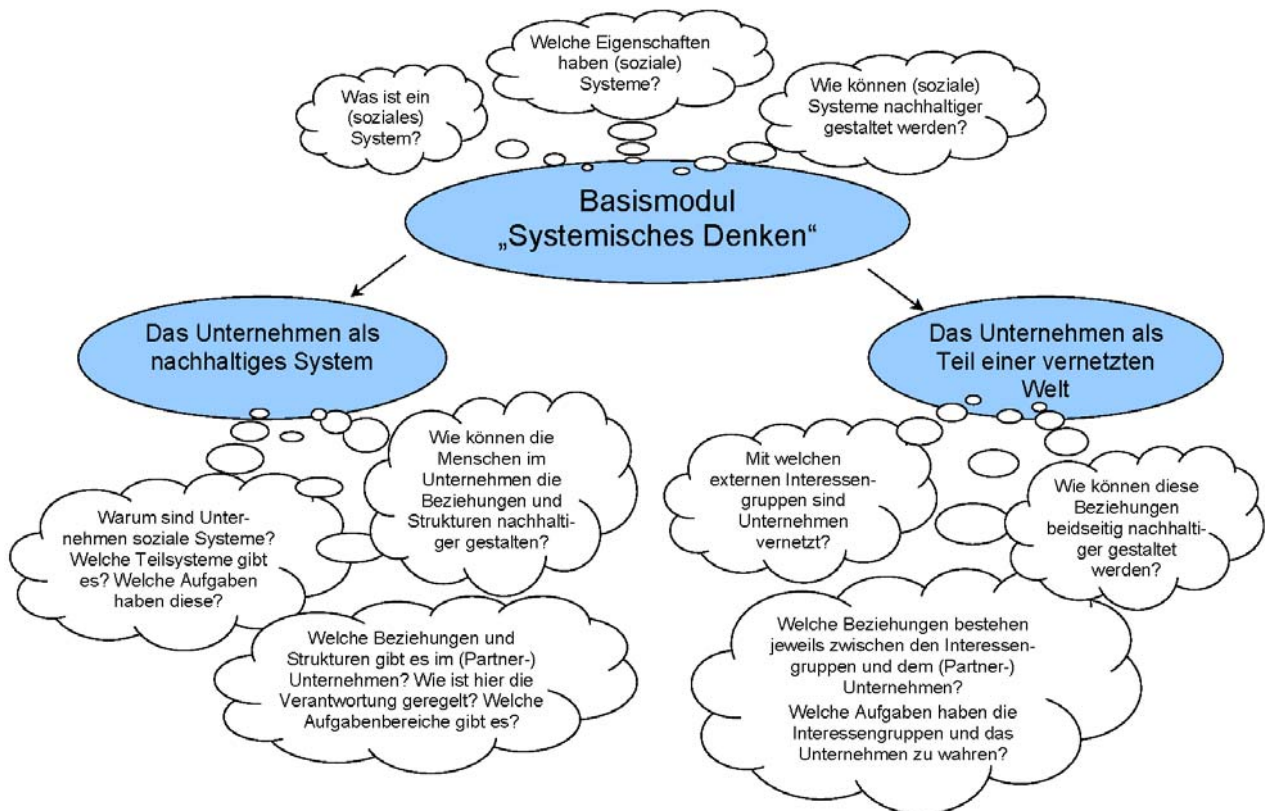 Was ist ein
(soziales)
System?
Welche Eigenschaften
haben (soziale)
Systeme?
Wie können (soziale)
Systeme nachhaltiger
gestaltet werden?
Basismodul
„Systemisches Denken“
Das Unternehmen als
nachhaltiges System
Das Unternehmen als
Teil einer vernetzten
Welt
Warum sind Unter-
nehmen soziale Systeme?
Welche Teilsysteme gibt
es? Welche Aufgaben
haben diese?
Wie können die
Menschen im
Unternehmen die
Beziehungen und
Strukturen nachhalti-
ger gestalten?
Welche Beziehungen und
Strukturen gibt es im (Partner-)
Unternehmen? Wie ist hier die
Verantwortung geregelt? Welche
Aufgabenbereiche gibt es?
Mit welchen
externen Interessen-
gruppen sind
Unternehmen
vernetzt?
Wie können diese
Beziehungen
beidseitig nachhalti-
ger gestaltet
werden?
Welche Beziehungen bestehen
jeweils zwischen den Interessen-
gruppen und dem (Partner-)
Unternehmen?
Welche Aufgaben haben die
Interessengruppen und das
Unternehmen zu wahren?